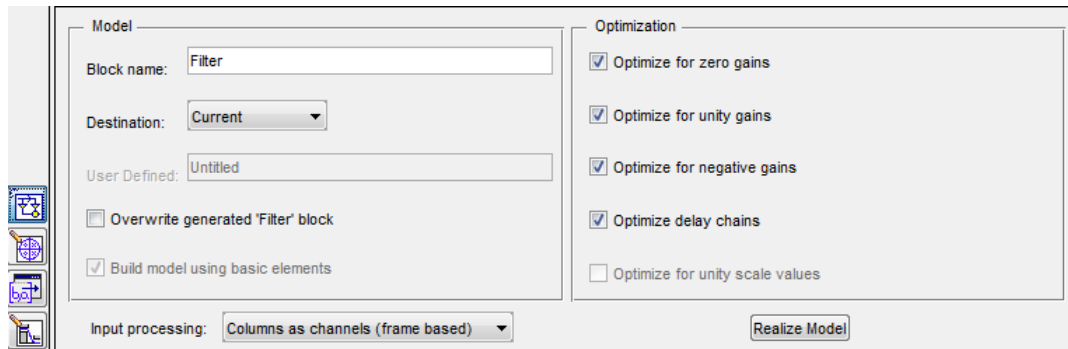 Model
Block name: Filter
Destination: Current
User Defined: Untitled
Overwrite generated 'Filter' block
Build model using basic elements
Optimization
Optimize for zero gains
Optimize for unity gains
Optimize for negative gains
Optimize delay chains
Optimize for unity scale values
Input processing: Columns as channels (frame based)
Realize Model